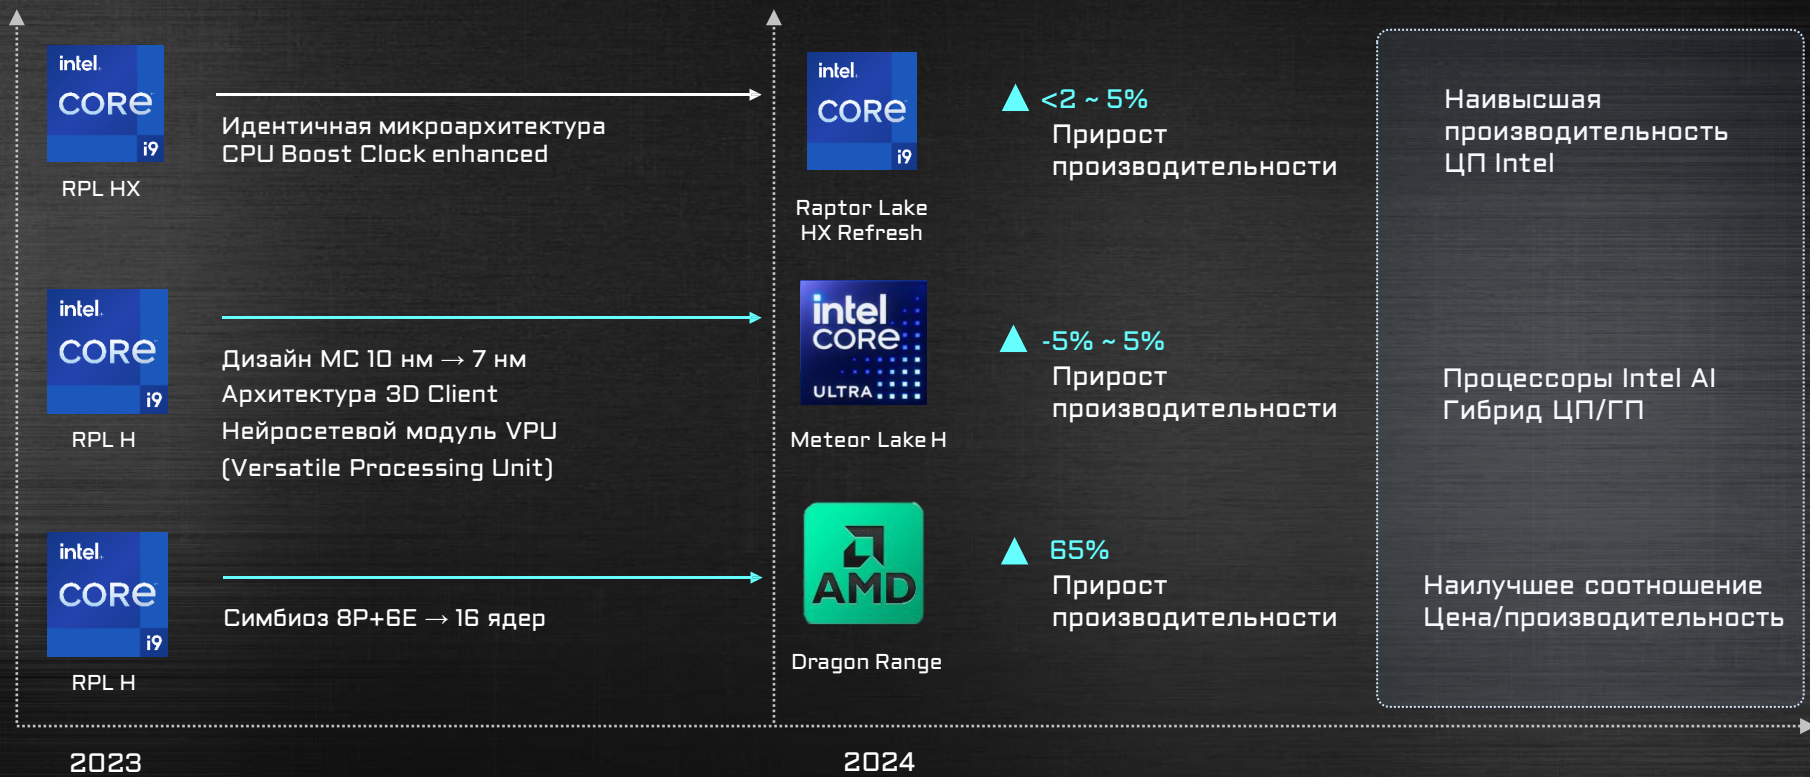 intel.
CORe
i9
RPL HX
Идентичная микроархитектура
CPU Boost Clock enhanced
intel.
CORe
i9
Raptor Lake
HX Refresh
<2 ~ 5%
Прирост
производительности
Наивысшая
производительность
ЦП Intel
intel.
CORe
i9
RPL H
Дизайн МС 10 нм → 7 нм
Архитектура 3D Client
Нейросетевой модуль VPU
(Versatile Processing Unit)
intel
CORe
ULTRA
Meteor Lake H
-5% ~ 5%
Прирост
производительности
Процессоры Intel AI
Гибрид ЦП/ГП
intel.
CORe
i9
RPL H
Симбиоз 8P+6E → 16 ядер
AMD
Dragon Range
65%
Прирост
производительности
Наилучшее соотношение
Цена/производительность
2023
2024